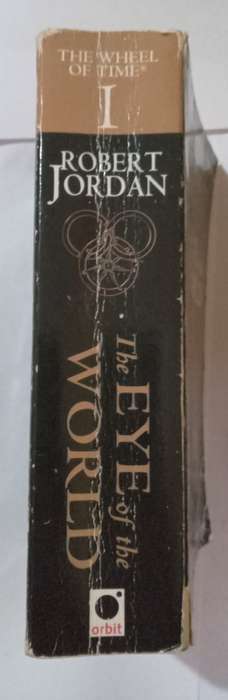 THE WHEEL
OF TIME®
I
ROBERT
JORDAN
The EYE of the
WORLD
orbit